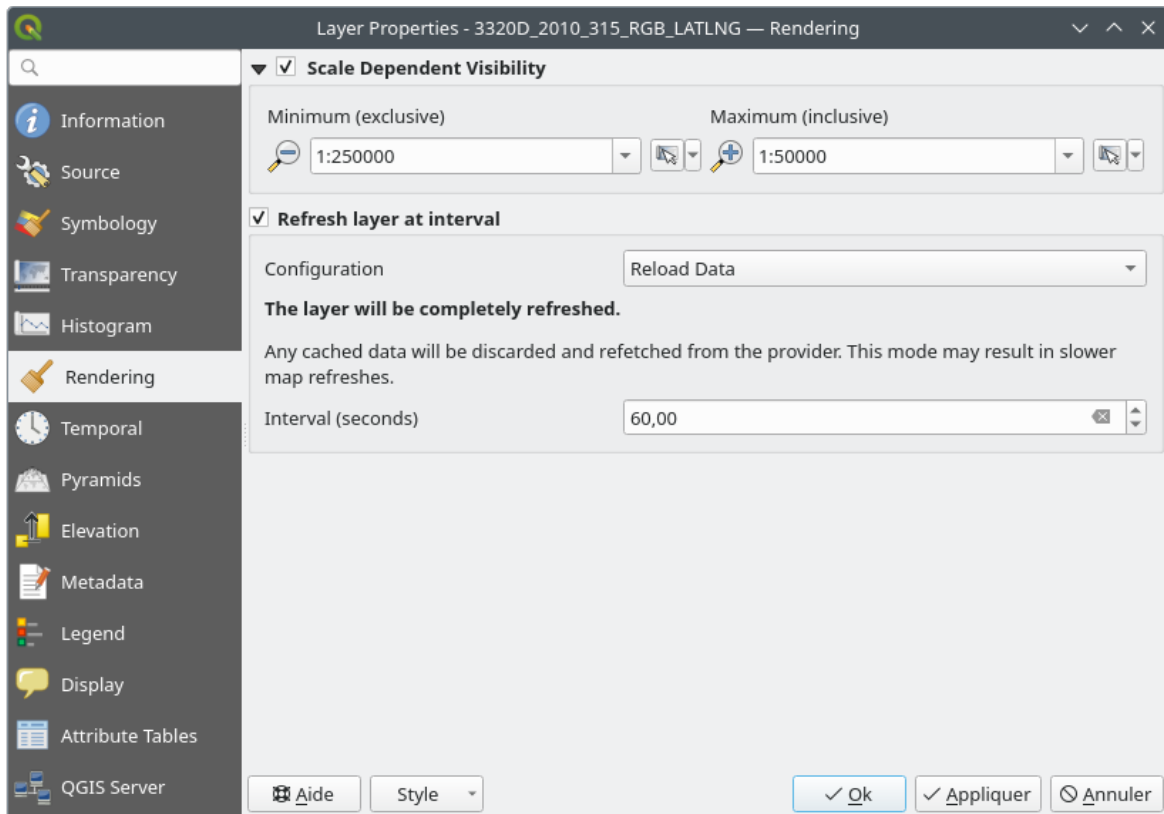 Layer Properties - 3320D_2010_315_RGB_LATLNG — Rendering
Information
Source
Symbology
Transparency
Histogram
Rendering
Temporal
Pyramids
Elevation
Metadata
Legend
Display
Attribute Tables
QGIS Server
Scale Dependent Visibility
Minimum (exclusive) Maximum (inclusive)
1:250000 1:50000
Refresh layer at interval
Configuration Reload Data
The layer will be completely refreshed.
Any cached data will be discarded and refetched from the provider. This mode may result in slower
map refreshes.
Interval (seconds) 60,00
Aide Style Ok Appliquer Annuler